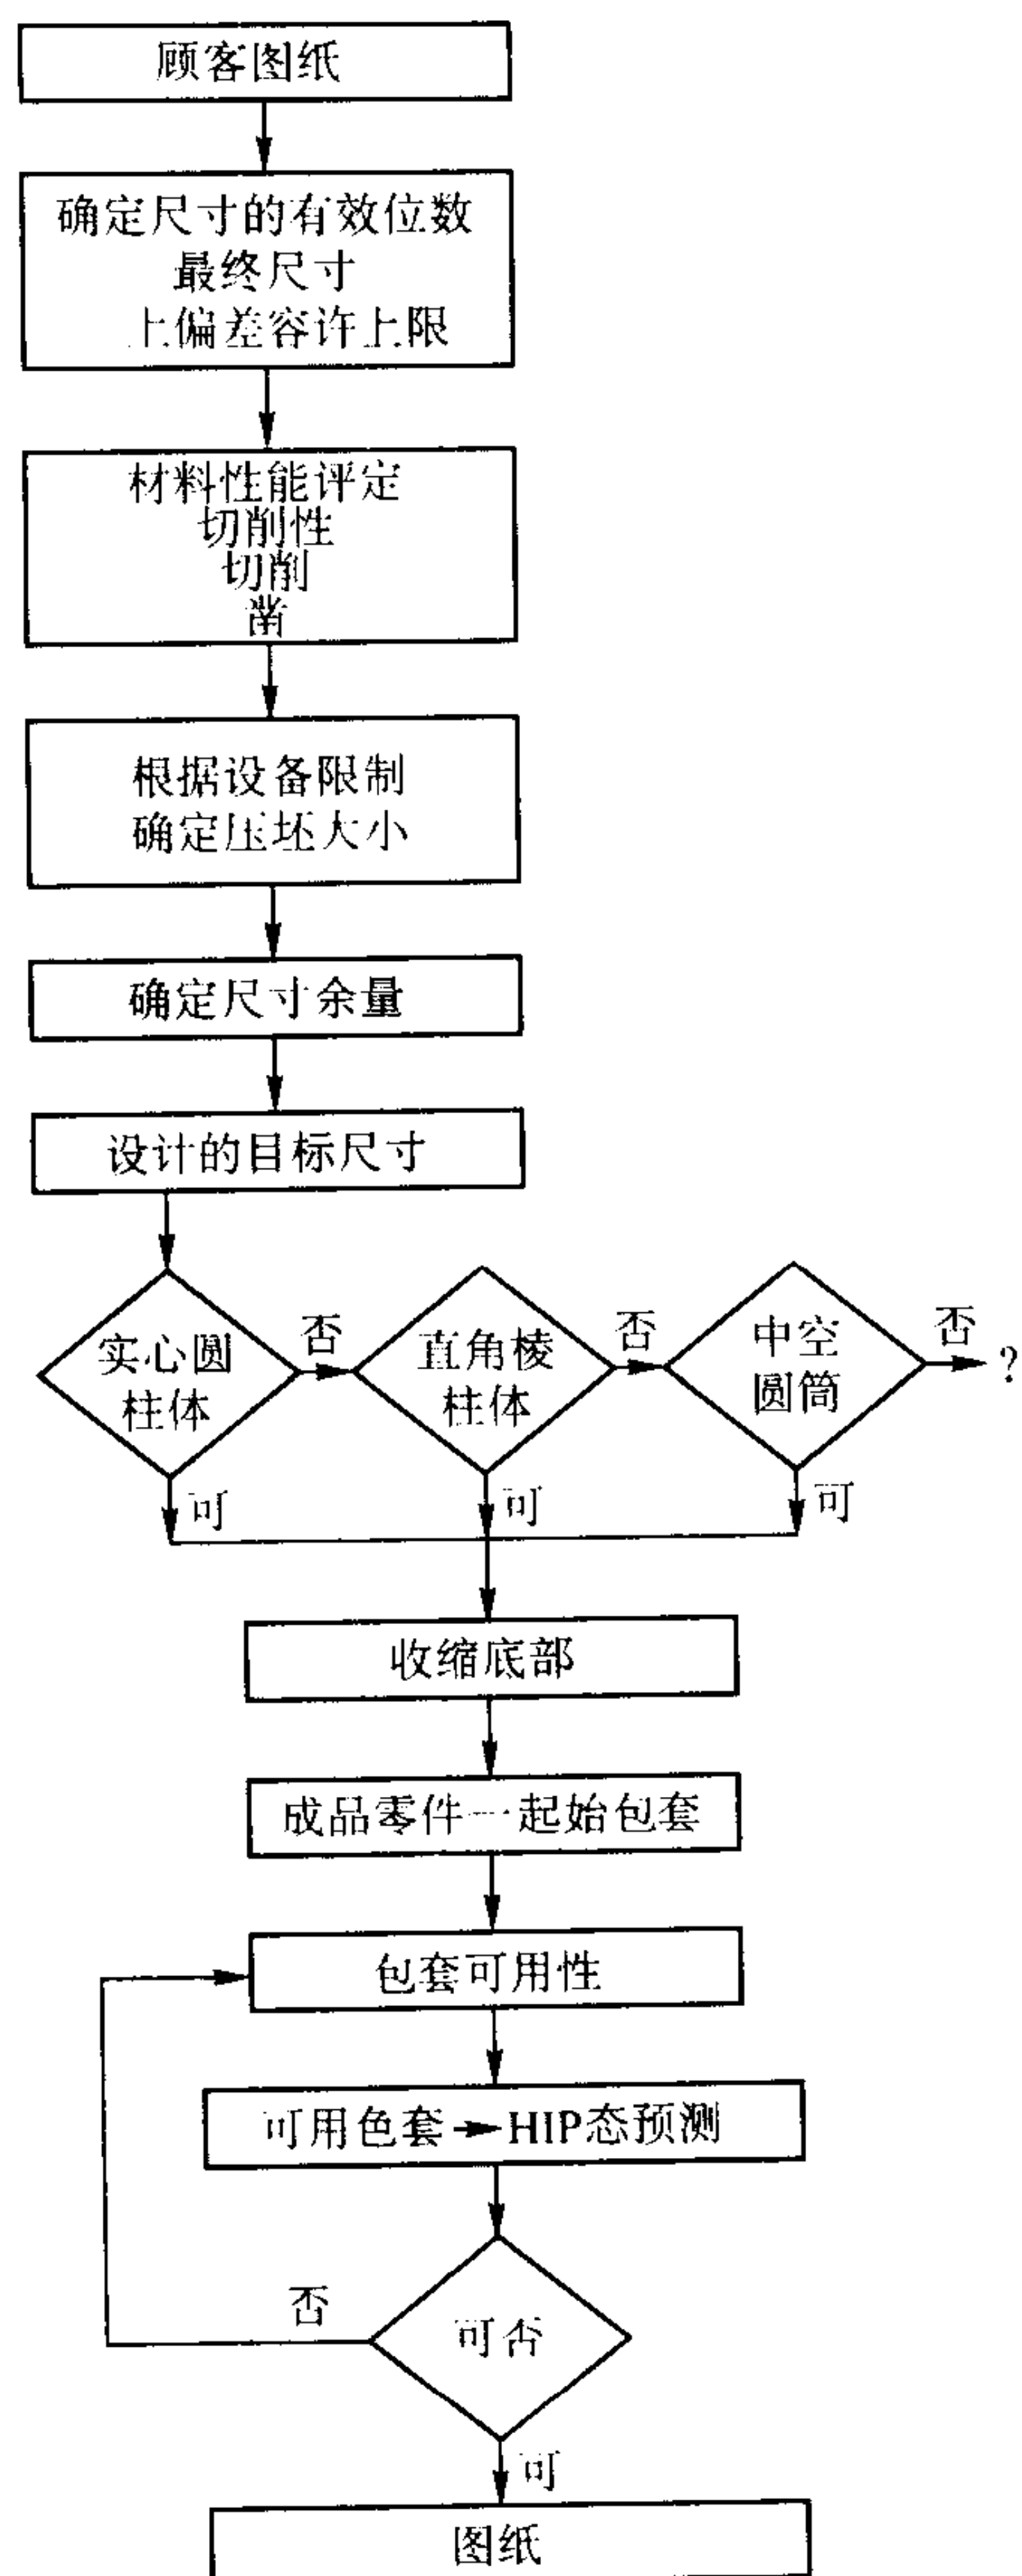 顾客图纸
确定尺寸的有效位数
最终尺寸
上偏差容许上限
材料性能评定
切削性
切削
凿
根据设备限制
确定压坯大小
确定尺寸余量
设计的目标尺寸
实心圆
柱体
否
直角棱
柱体
否
中空
圆筒
否
?
可
可
可
收缩底部
成品零件一起始包套
包套可用性
可用色套→HIP态预测
可否
否
可
图纸